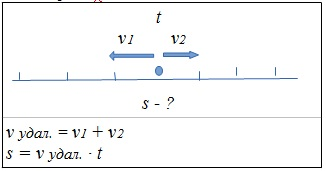 t
v1 v2
s - ?
v удал. = v1 + v2
s = v удал. · t